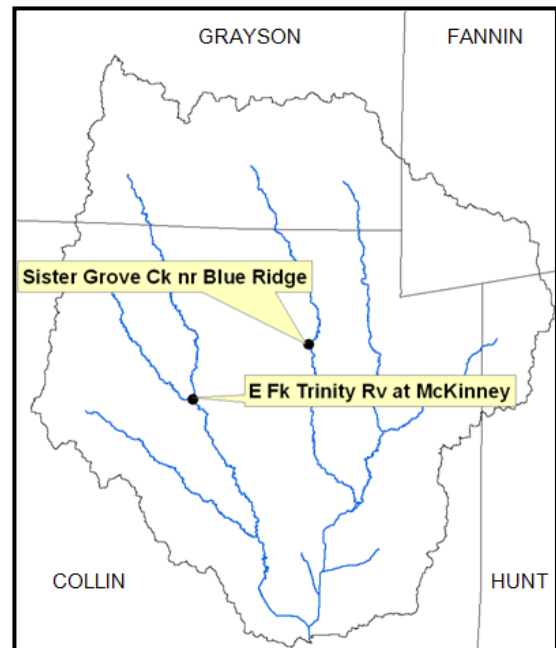 GRAYSON
FANNIN
Sister Grove Ck nr Blue Ridge
E Fk Trinity Rv at McKinney
COLLIN
HUNT